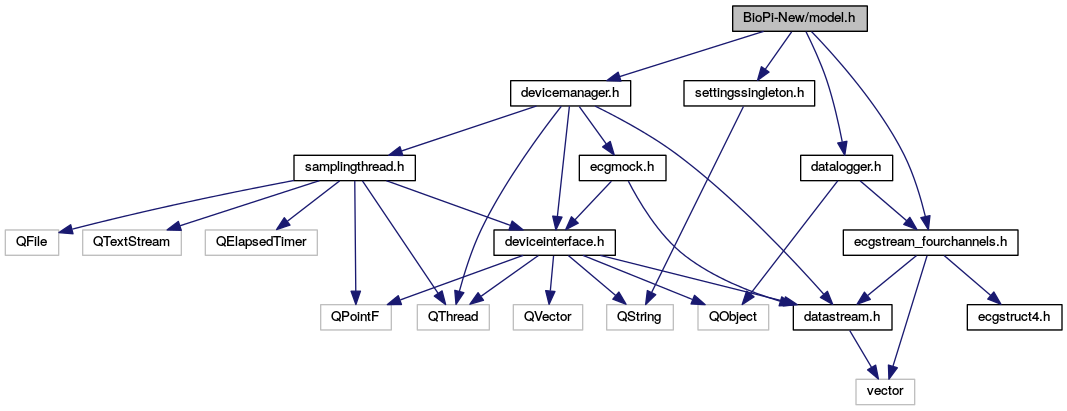 BioPi-New/model.h
devicemanager.h
settingssingleton.h
samplingthread.h
ecgmock.h
datalogger.h
QFile
QTextStream
QElapsedTimer
deviceinterface.h
ecgstream_fourchannels.h
QPointF
QThread
QVector
QString
QObject
datastream.h
ecgstruct4.h
vector